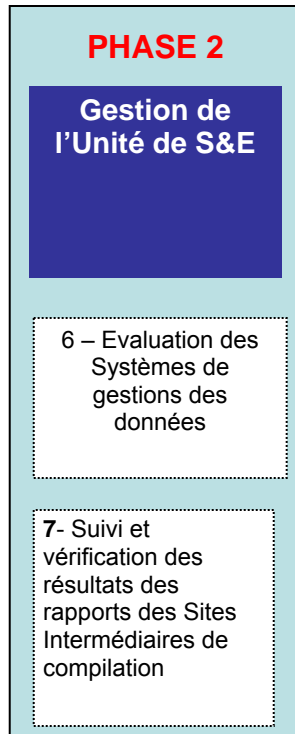 PHASE 2
Gestion de
l’Unité de S&E
6 – Evaluation des
Systèmes de
gestions des
données
7- Suivi et
vérification des
résultats des
rapports des Sites
Intermédiaires de
compilation